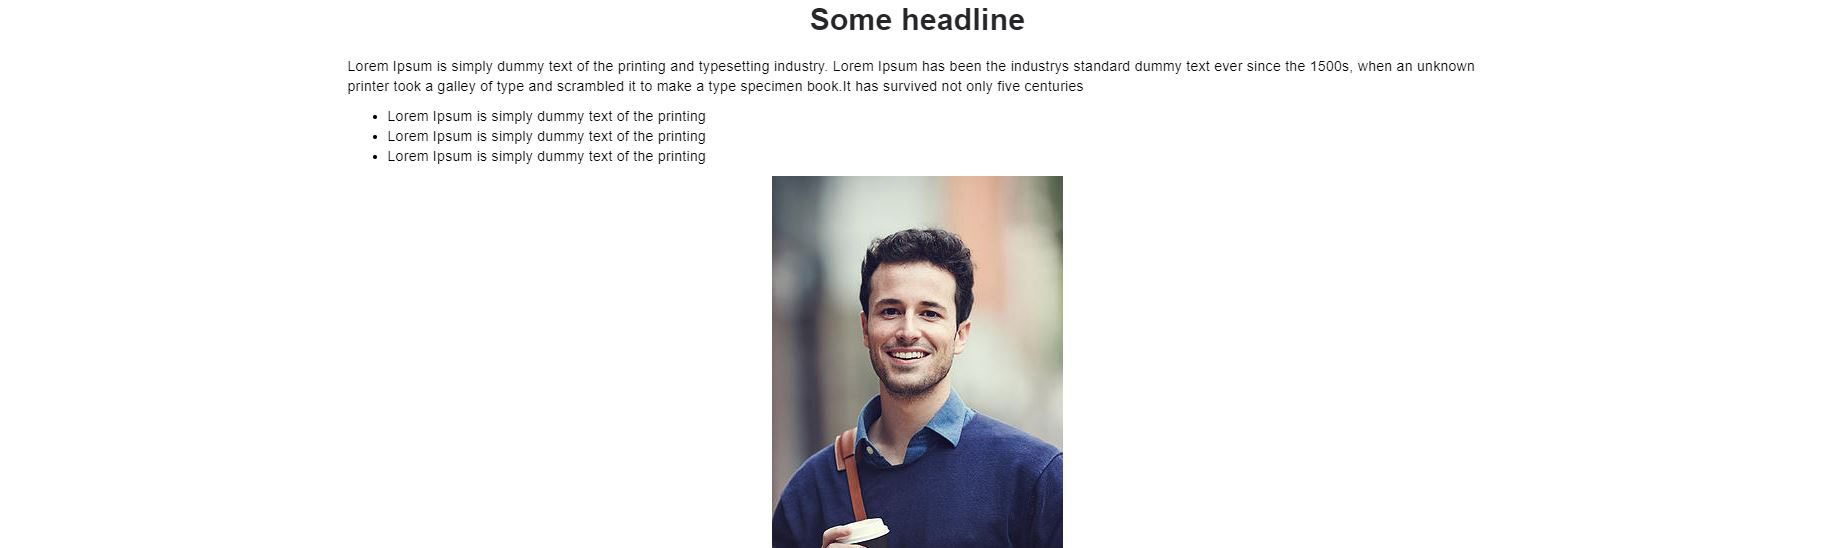 Some headline
Lorem Ipsum is simply dummy text of the printing and typesetting industry. Lorem Ipsum has been the industrys standard dummy text ever since the 1500s, when an unknown
printer took a galley of type and scrambled it to make a type specimen book.It has survived not only five centuries
• Lorem Ipsum is simply dummy text of the printing
• Lorem Ipsum is simply dummy text of the printing
• Lorem Ipsum is simply dummy text of the printing